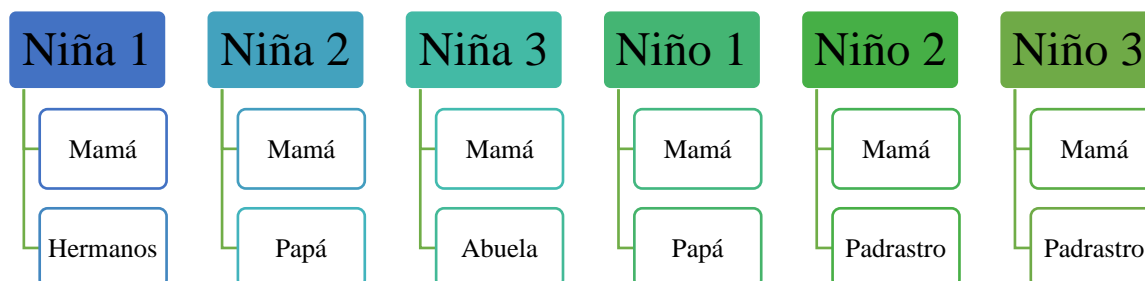 Niña 1
Niña 2
Niña 3
Niño 1
Niño 2
Niño 3
Mamá
Mamá
Mamá
Mamá
Mamá
Mamá
Hermanos
Papá
Abuela
Papá
Padrastro
Padrastro